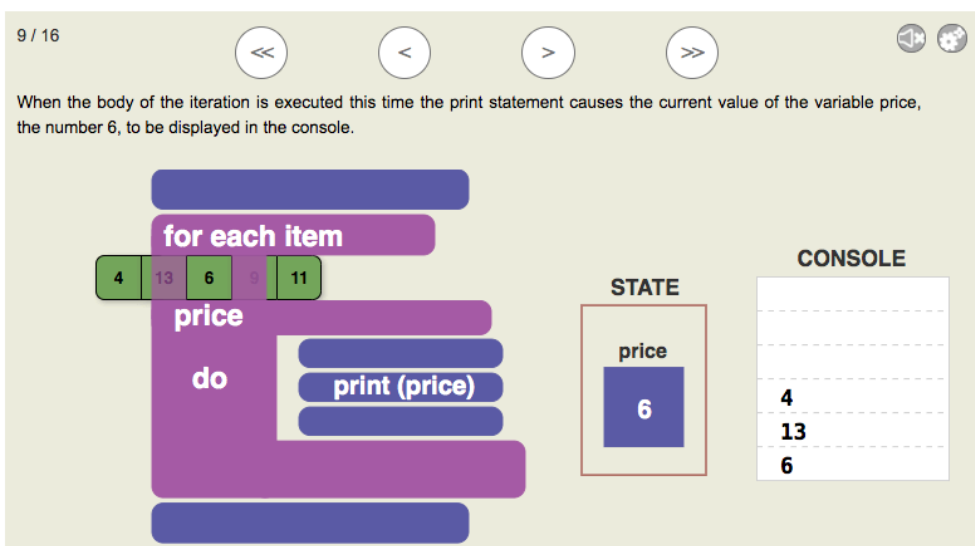 9 / 16
<<
<
>
>>
When the body of the iteration is executed this time the print statement causes the current value of the variable price,
the number 6, to be displayed in the console.
for each item
4 13 6 9 11
price
do
print (price)
STATE
price
6
CONSOLE
4
13
6